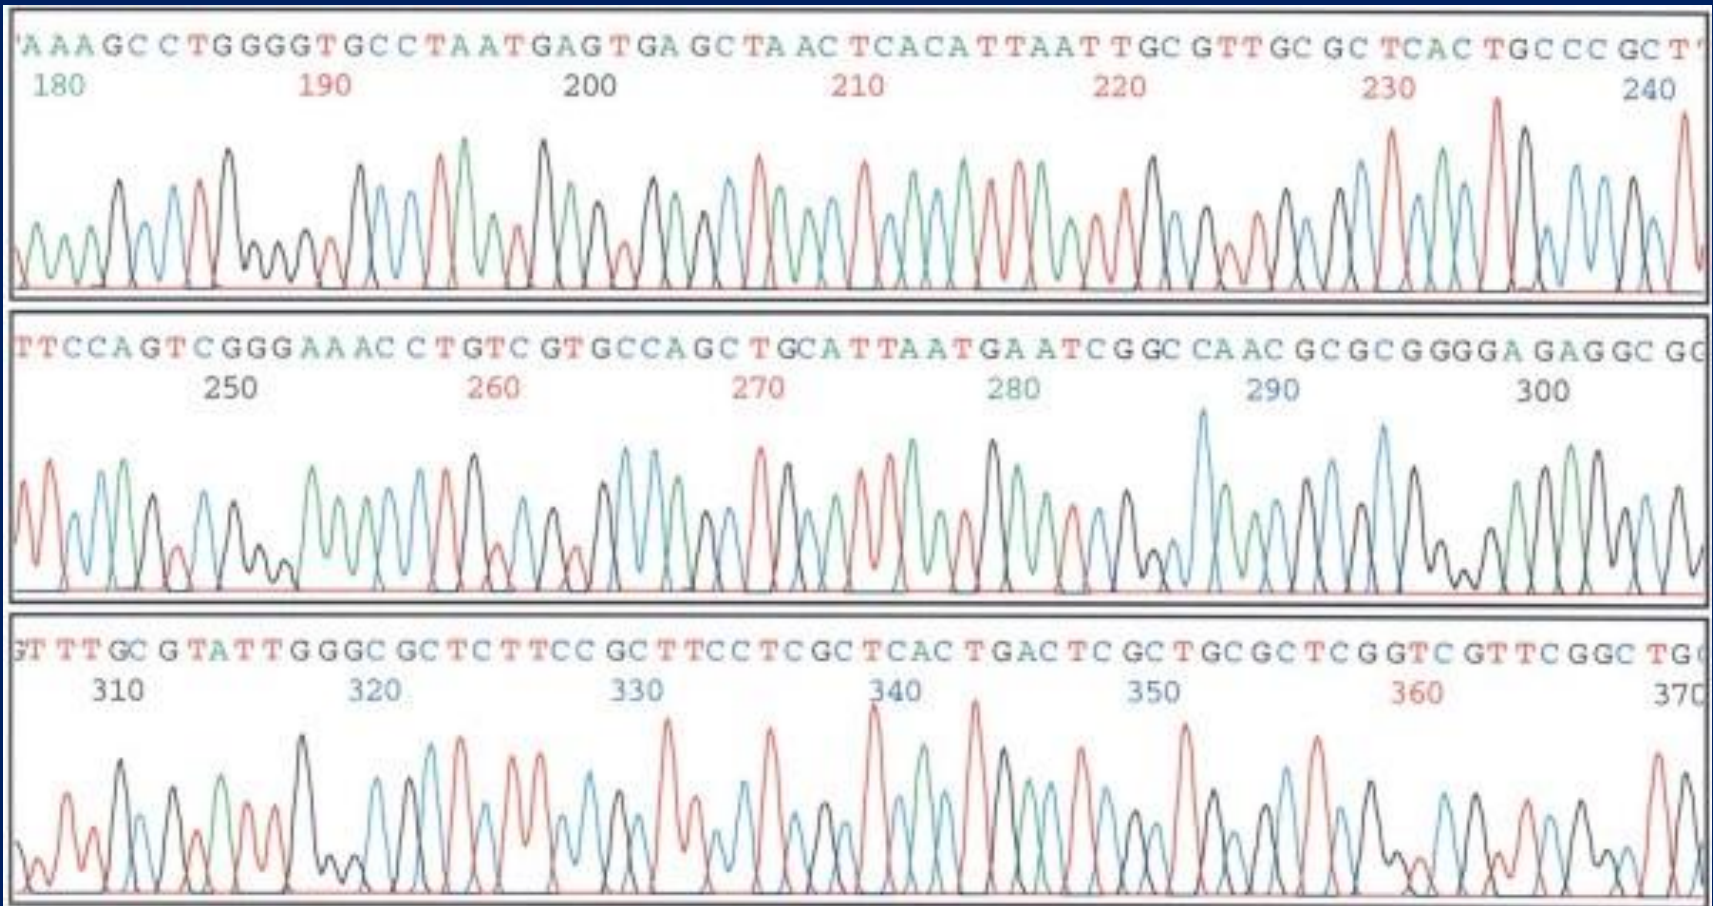 AAAGCCTGGGGTGCCTAATGAGTGAGCTAACTCACATTAATTGCGTTGCGCTCACTGCCCGCT
180 190 200 210 220 230 240
TTCCAGTCGGGAAACCTGTCGTGCCAGCTGCATTAATGAATCGGCCAACGCGCGGGGAGAGGCGG
250 260 270 280 290 300
GTTTGCGTATTGGGCGCTCTTCCGCTTCCTCGCTCACTGACTCGCTGCGCTCGGTCGTTCGGCTG
310 320 330 340 350 360 370